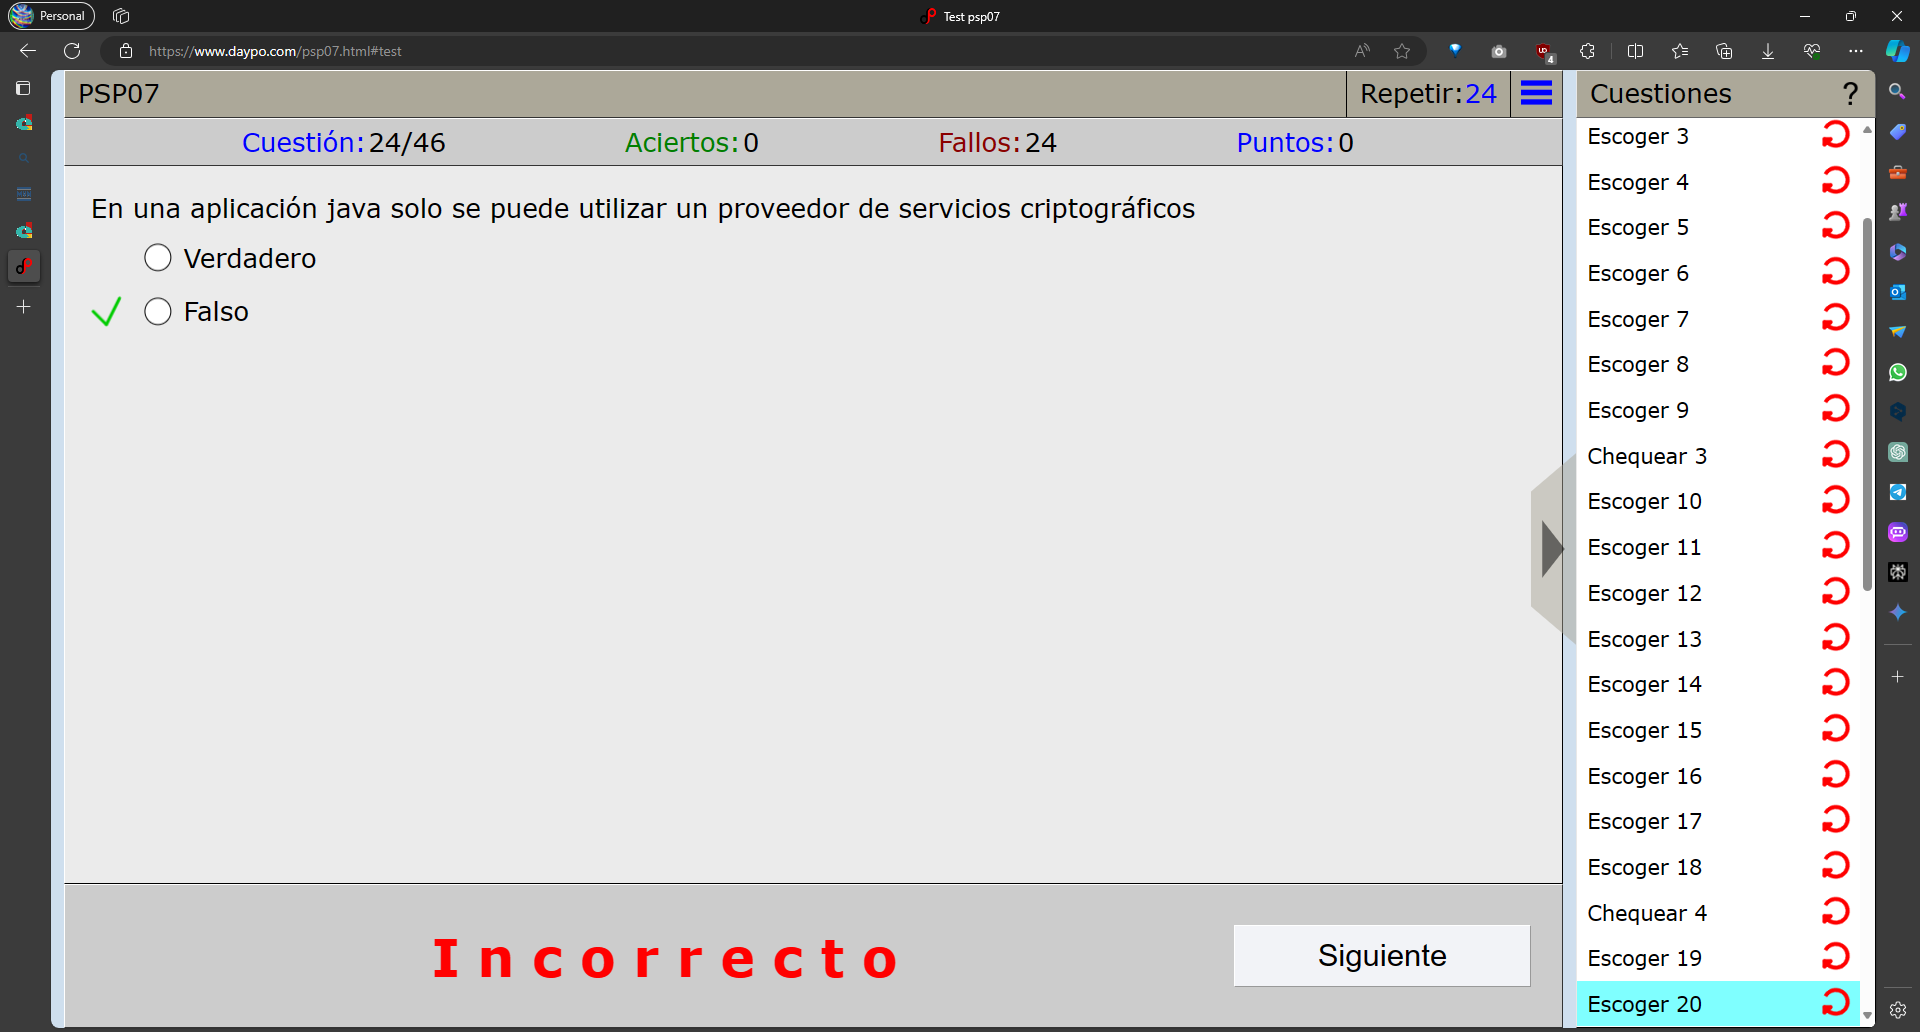 Personal
Test psp07
https://www.daypo.com/psp07.html#test
4
PSP07
Repetir:24
Cuestión:24/46
Aciertos:0
Fallos:24
Puntos:0
En una aplicación java solo se puede utilizar un proveedor de servicios criptográficos
Verdadero
Falso
Incorrecto
Siguiente
Cuestiones
?
Escoger 3
Escoger 4
Escoger 5
Escoger 6
Escoger 7
Escoger 8
Escoger 9
Chequear 3
Escoger 10
Escoger 11
Escoger 12
Escoger 13
Escoger 14
Escoger 15
Escoger 16
Escoger 17
Escoger 18
Chequear 4
Escoger 19
Escoger 20